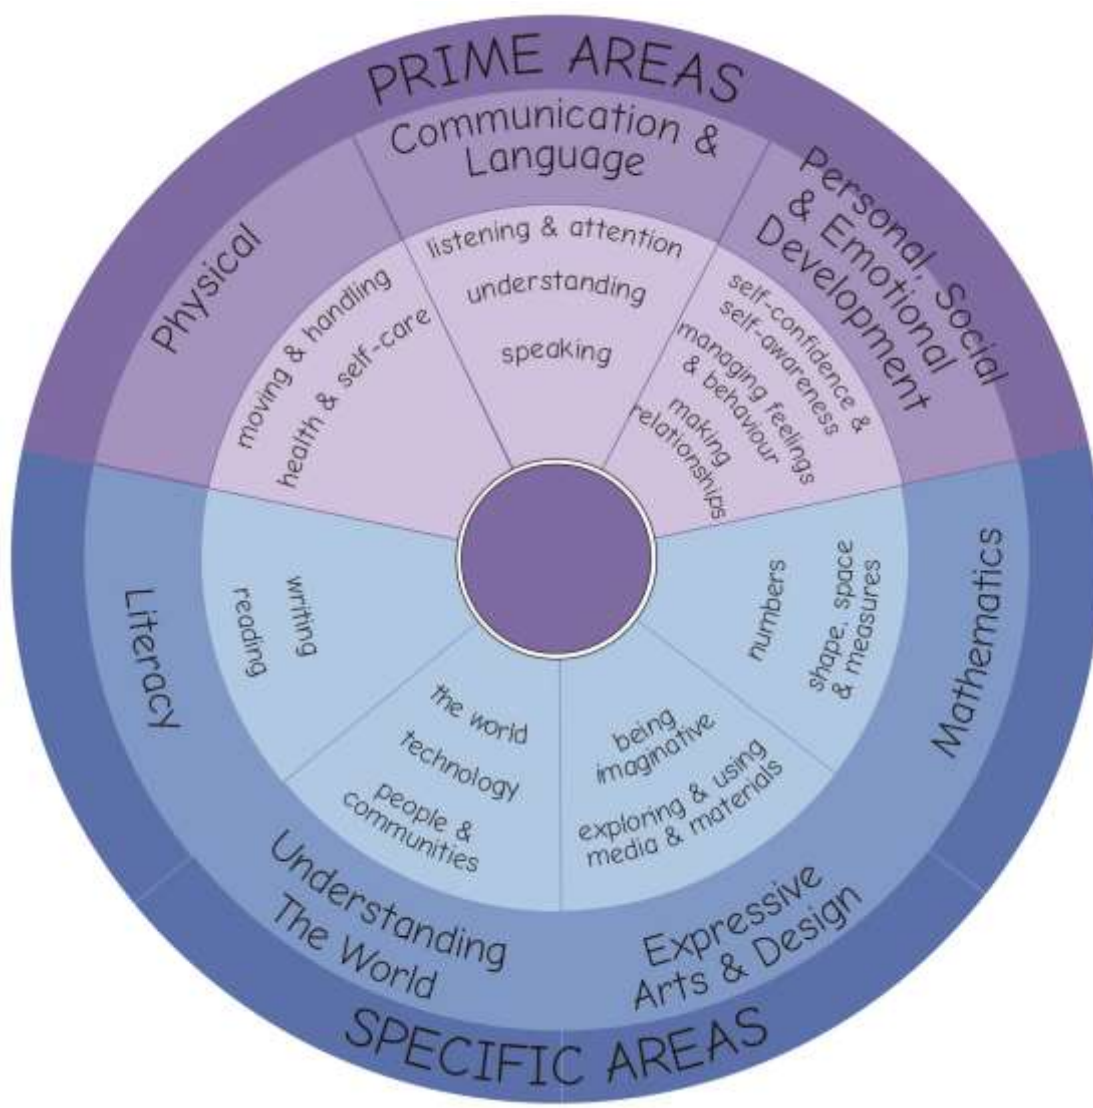 PRIME AREAS
Communication &
Language
listening & attention
understanding
speaking
Personal, Social
& Emotional
Development
self-confidence &
self-awareness
managing feelings
& behaviour
making
relationships
Mathematics
shape, space
& measures
numbers
Expressive
Arts & Design
being
imaginative
exploring & using
media & materials
Understanding
The World
the world
technology
people &
communities
Literacy
reading
writing
Physical
moving & handling
health & self-care
SPECIFIC AREAS